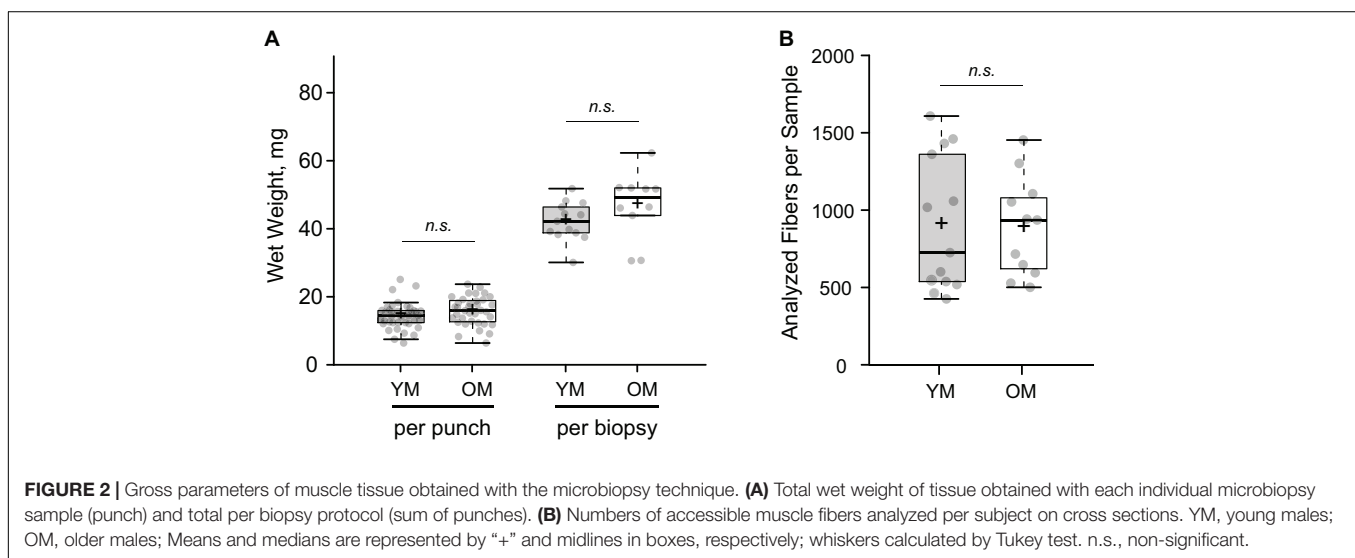 A
Wet Weight, mg
80
60
40
20
0
n.s.
n.s.
YM
OM
YM
OM
per punch
per biopsy
B
Analyzed Fibers per Sample
2000
1500
1000
500
0
n.s.
YM
OM
FIGURE 2 | Gross parameters of muscle tissue obtained with the microbiopsy technique. (A) Total wet weight of tissue obtained with each individual microbiopsy
sample (punch) and total per biopsy protocol (sum of punches). (B) Numbers of accessible muscle fibers analyzed per subject on cross sections. YM, young males;
OM, older males; Means and medians are represented by “+” and midlines in boxes, respectively; whiskers calculated by Tukey test. n.s., non-significant.